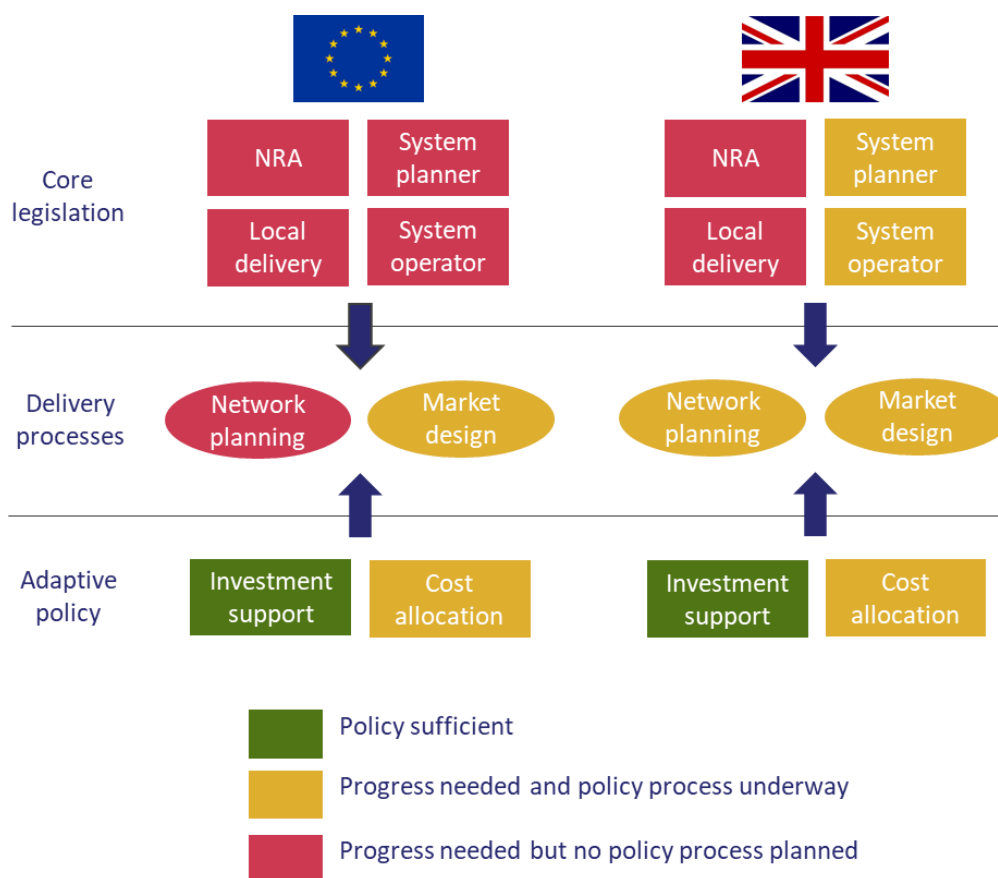 Core
legislation
NRA
System
planner
Local
delivery
System
operator
NRA
System
planner
Local
delivery
System
operator
Delivery
processes
Network
planning
Market
design
Network
planning
Market
design
Adaptive
policy
Investment
support
Cost
allocation
Investment
support
Cost
allocation
Policy sufficient
Progress needed and policy process underway
Progress needed but no policy process planned